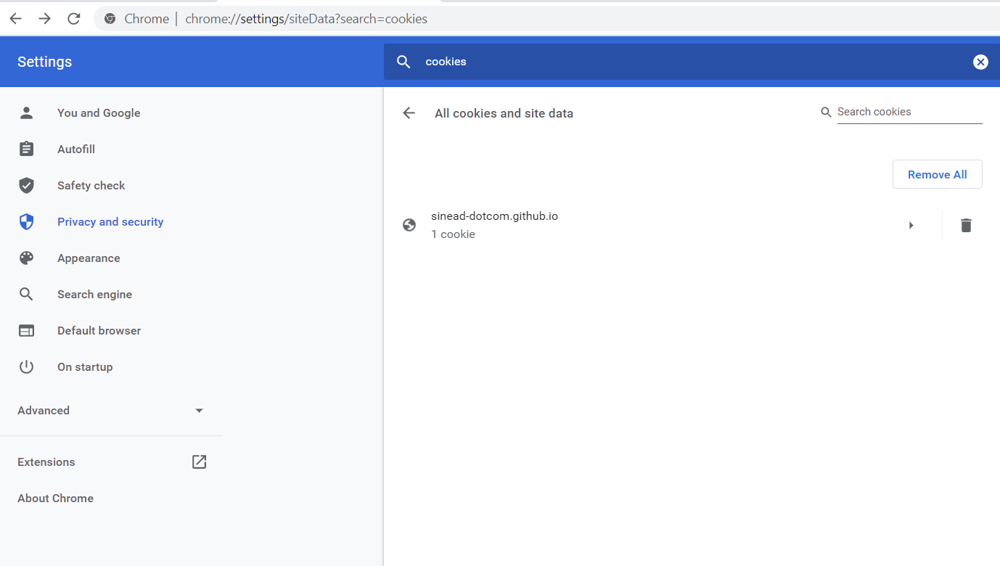 Chrome | chrome://settings/siteData?search=cookies
Settings
cookies
You and Google
Autofill
Safety check
Privacy and security
Appearance
Search engine
Default browser
On startup
Advanced
Extensions
About Chrome
All cookies and site data
Search cookies
Remove All
sinead-dotcom.github.io
1 cookie